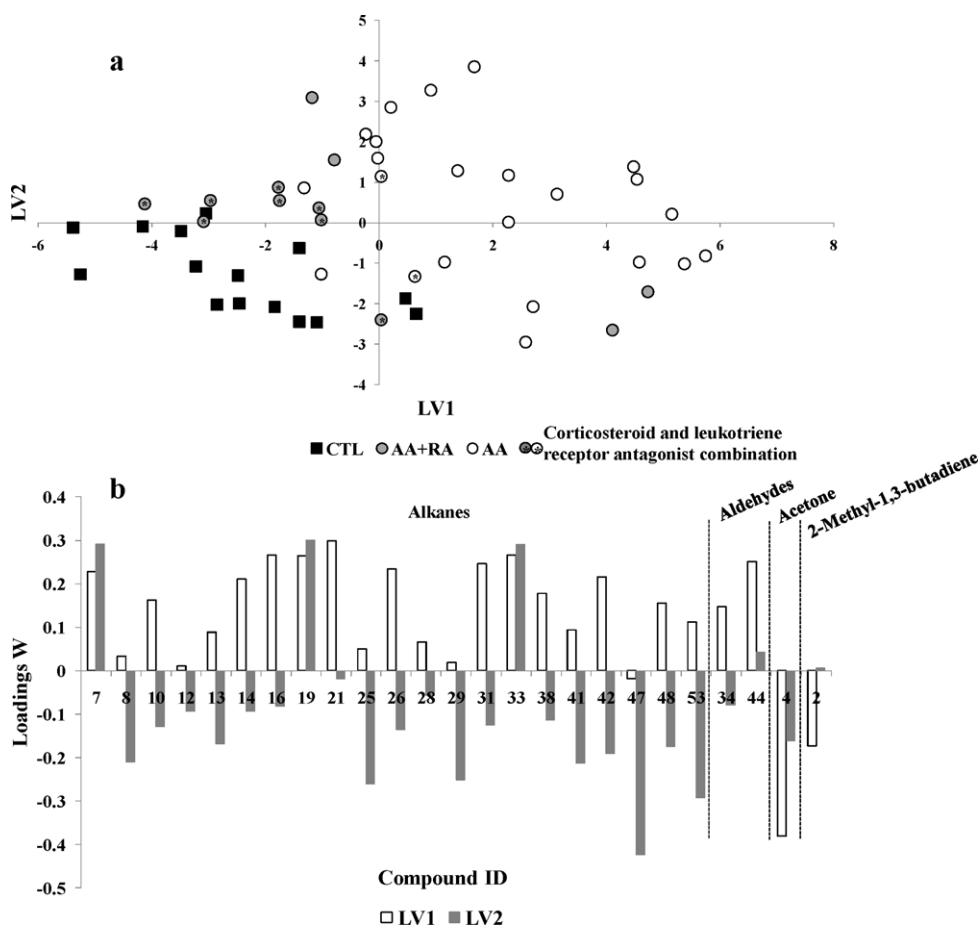 a
5
4
3
2
1
0
-1
-2
-3
-4
-6 -4 -2 0 2 4 6 8
LV2
LV1
CTL AA+RA AA Corticosteroid and leukotriene
receptor antagonist combination
b
0.4
0.3
0.2
0.1
0
-0.1
-0.2
-0.3
-0.4
-0.5
Loadings W
Alkanes
Aldehydes
Acetone
2-Methyl-1,3-butadiene
7 8 10 12 13 14 16 19 21 25 26 28 29 31 33 38 41 42 47 48 53 34 44 4 2
Compound ID
LV1 LV2